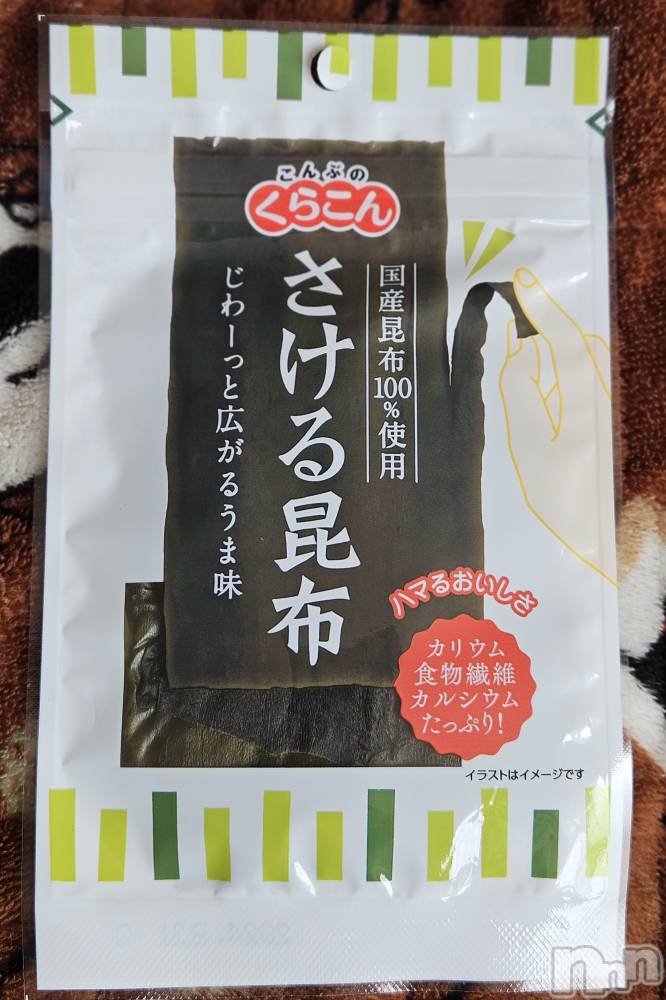 こんぶの
くらこん
国産昆布100%使用
さける昆布
じわーっと広がるうま味
ハマるおいしさ
カリウム
食物繊維
カルシウム
たっぷり!
イラストはイメージです